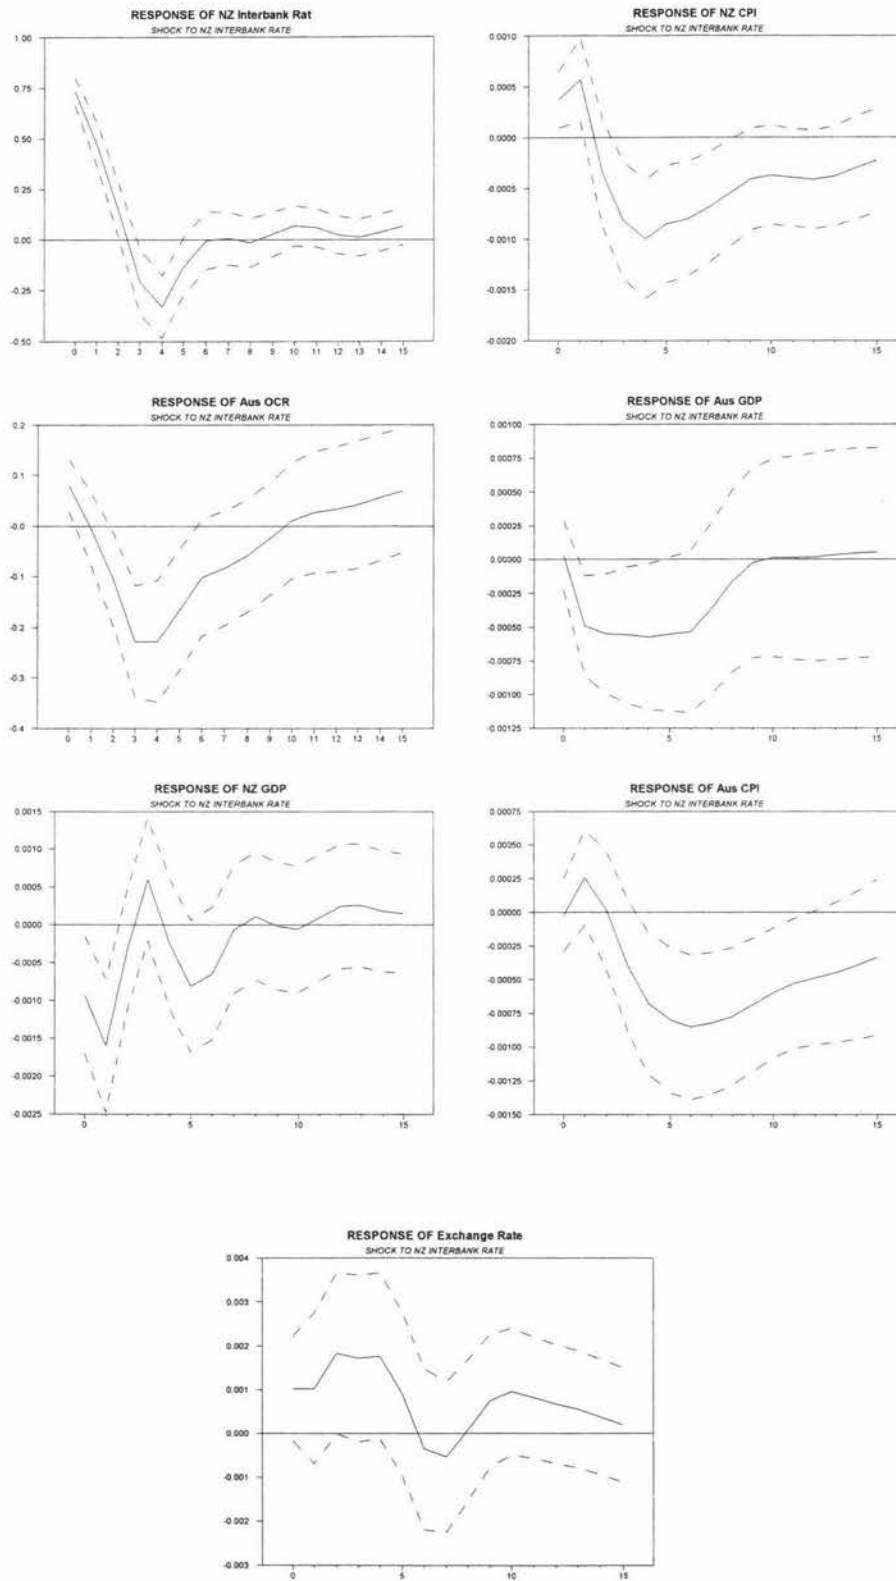 RESPONSE OF NZ Interbank Rat
SHOCK TO NZ INTERBANK RATE
1.00
0.75
0.50
0.25
0.00
-0.25
-0.50
0 1 2 3 4 5 6 7 8 9 10 11 12 13 14 15
RESPONSE OF NZ CPI
SHOCK TO NZ INTERBANK RATE
0.0010
0.0005
0.0000
-0.0005
-0.0010
-0.0015
-0.0020
0 5 10 15
RESPONSE OF Aus OCR
SHOCK TO NZ INTERBANK RATE
0.2
0.1
-0.0
-0.1
-0.2
-0.3
-0.4
0 1 2 3 4 5 6 7 8 9 10 11 12 13 14 15
RESPONSE OF Aus GDP
SHOCK TO NZ INTERBANK RATE
0.00100
0.00075
0.00050
0.00025
0.00000
-0.00025
-0.00050
-0.00075
-0.00100
-0.00125
0 5 10 15
RESPONSE OF NZ GDP
SHOCK TO NZ INTERBANK RATE
0.0015
0.0010
0.0005
0.0000
-0.0005
-0.0010
-0.0015
-0.0020
-0.0025
0 5 10 15
RESPONSE OF Aus CPI
SHOCK TO NZ INTERBANK RATE
0.00075
0.00050
0.00025
0.00000
-0.00025
-0.00050
-0.00075
-0.00100
-0.00125
-0.00150
0 5 10 15
RESPONSE OF Exchange Rate
SHOCK TO NZ INTERBANK RATE
0.004
0.003
0.002
0.001
0.000
-0.001
-0.002
-0.003
0 5 10 15